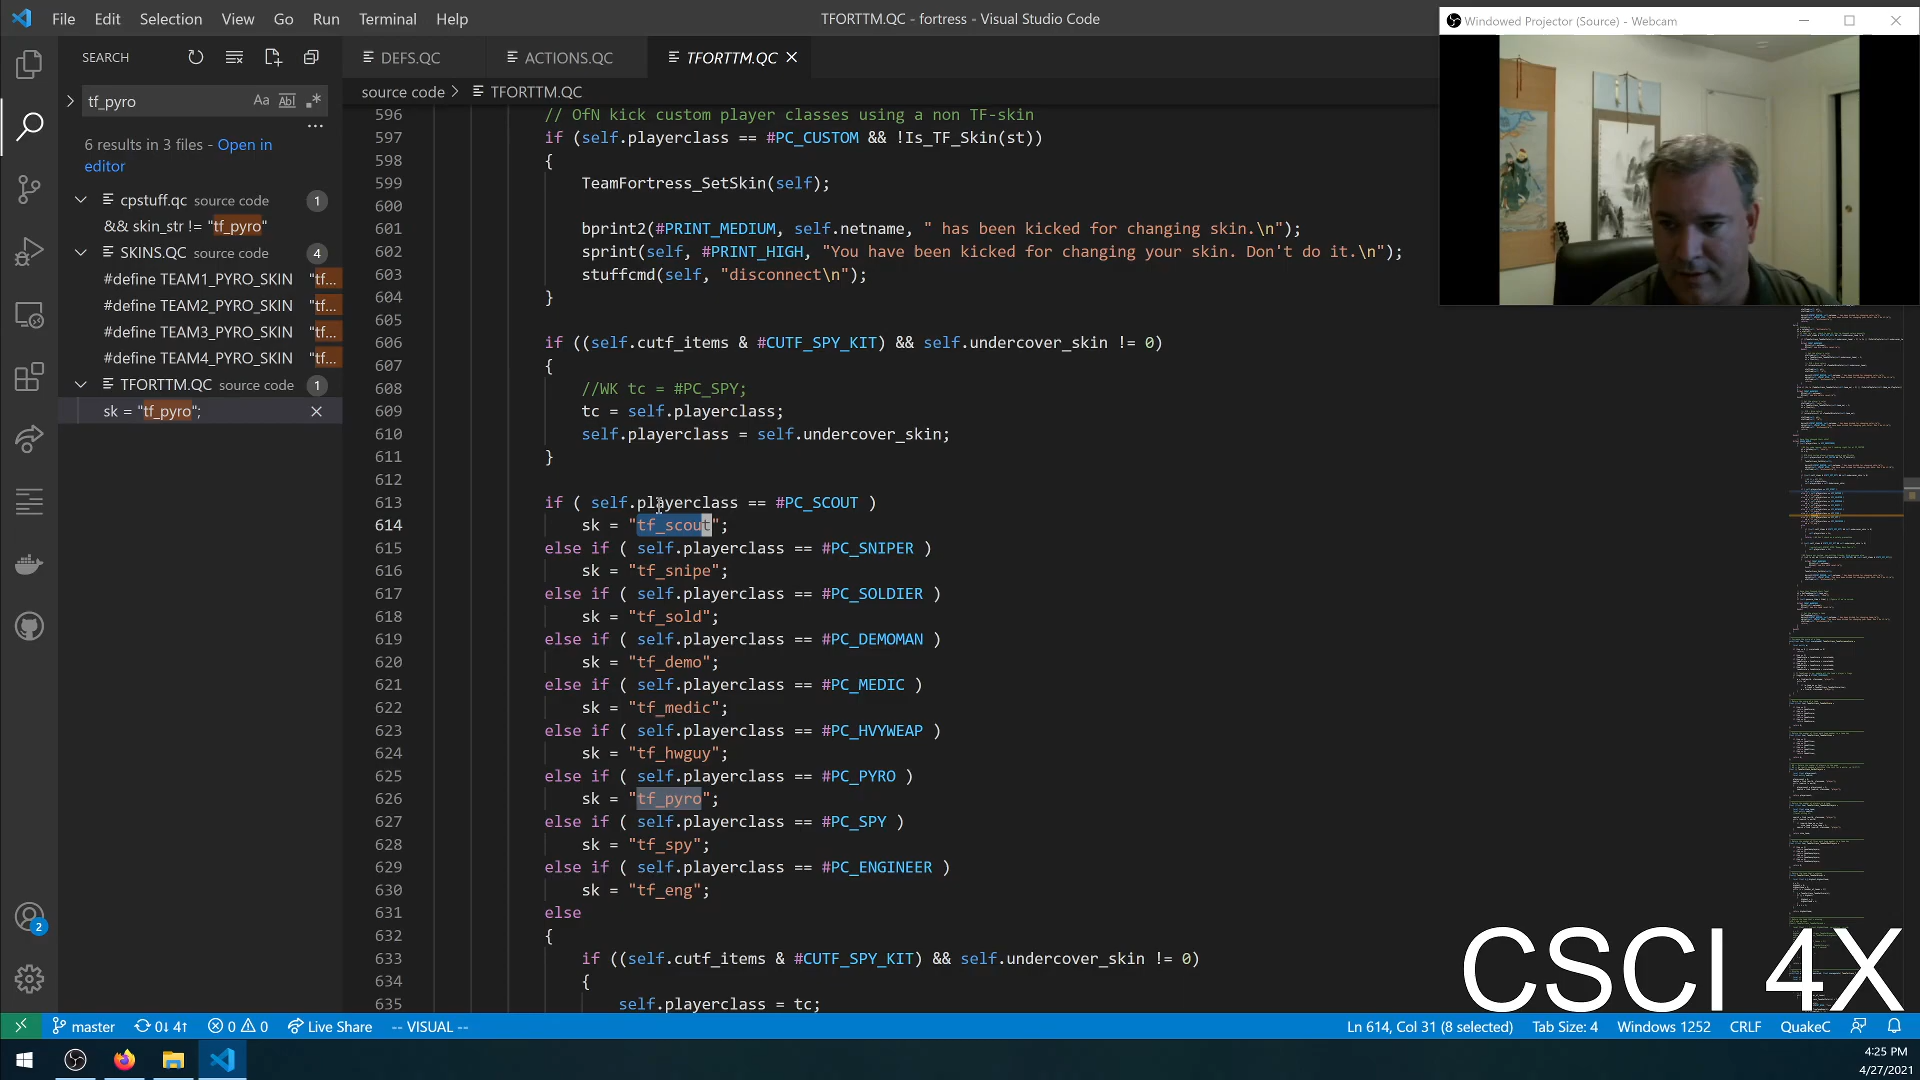 File Edit Selection View Go Run Terminal Help
TFORTTM.QC - fortress - Visual Studio Code
Windowed Projector (Source) - Webcam
SEARCH
DEFS.QC
ACTIONS.QC
TFORTTM.QC
source code > TFORTTM.QC
tf_pyro
Aa Abl .*
6 results in 3 files - Open in
editor
cpstuff.qc source code 1
&& skin_str != "tf_pyro"
SKINS.QC source code 4
#define TEAM1_PYRO_SKIN "tf...
#define TEAM2_PYRO_SKIN "tf...
#define TEAM3_PYRO_SKIN "tf...
#define TEAM4_PYRO_SKIN "tf...
TFORTTM.QC source code 1
sk = "tf_pyro";
596 // OfN kick custom player classes using a non TF-skin
597 if (self.playerclass == #PC_CUSTOM && !Is_TF_Skin(st))
598 {
599 TeamFortress_SetSkin(self);
600
601 bprint2(#PRINT_MEDIUM, self.netname, " has been kicked for changing skin.\n");
602 sprint(self, #PRINT_HIGH, "You have been kicked for changing your skin. Don't do it.\n");
603 stuffcmd(self, "disconnect\n");
604 }
605
606 if ((self.cutf_items & #CUTF_SPY_KIT) && self.undercover_skin != 0)
607 {
608 //WK tc = #PC_SPY;
609 tc = self.playerclass;
610 self.playerclass = self.undercover_skin;
611 }
612
613 if ( self.playerclass == #PC_SCOUT )
614 sk = "tf_scout";
615 else if ( self.playerclass == #PC_SNIPER )
616 sk = "tf_snipe";
617 else if ( self.playerclass == #PC_SOLDIER )
618 sk = "tf_sold";
619 else if ( self.playerclass == #PC_DEMOMAN )
620 sk = "tf_demo";
621 else if ( self.playerclass == #PC_MEDIC )
622 sk = "tf_medic";
623 else if ( self.playerclass == #PC_HVYWEAP )
624 sk = "tf_hwguy";
625 else if ( self.playerclass == #PC_PYRO )
626 sk = "tf_pyro";
627 else if ( self.playerclass == #PC_SPY )
628 sk = "tf_spy";
629 else if ( self.playerclass == #PC_ENGINEER )
630 sk = "tf_eng";
631 else
632 {
633 if ((self.cutf_items & #CUTF_SPY_KIT) && self.undercover_skin != 0)
634 {
635 self.playerclass = tc;
CSCI 4X
2
master 0↓ 4↑ 0 0 Live Share -- VISUAL --
Ln 614, Col 31 (8 selected) Tab Size: 4 Windows 1252 CRLF QuakeC
4:25 PM
4/27/2021